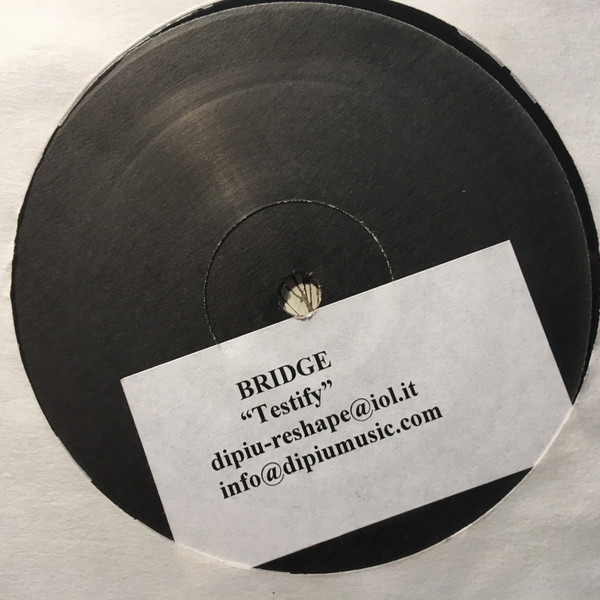 BRIDGE
“Testify”
dipiu-reshape@iol.it
info@dipiumusic.com